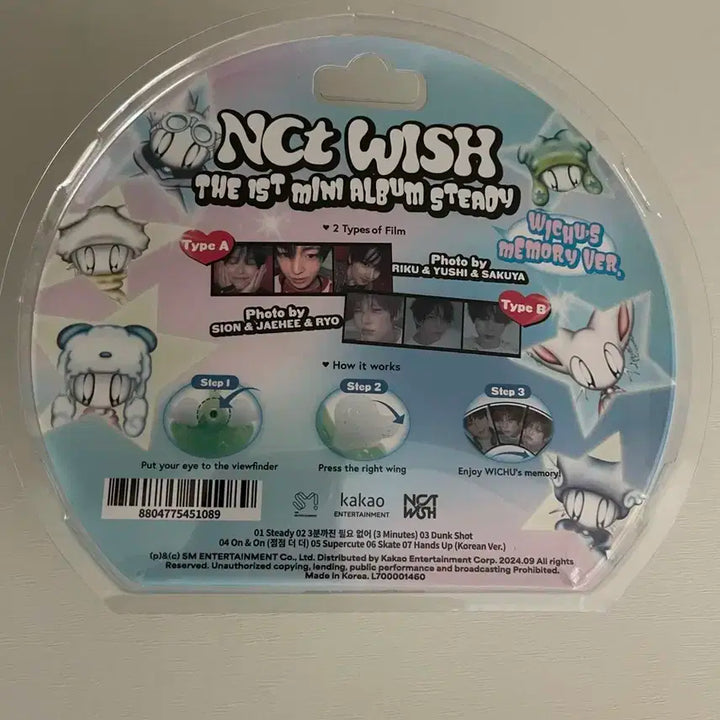 NCt WISH
THE 1ST MINI ALBUM STEADY
WICHU'S
MEMORY VER.
♥ 2 Types of Film
Type A
Photo by
RIKU & YUSHI & SAKUYA
Photo by
SION & JAEHEE & RYO
Type B
♥ How it works
Step 1
Step 2
Step 3
Put your eye to the viewfinder
Press the right wing
Enjoy WICHU's memory!
8804775451089
SM
ENTERTAINMENT
kakao
ENTERTAINMENT
NCT
WISH
01 Steady 02 3분까진 필요 없어 (3 Minutes) 03 Dunk Shot
04 On & On (점점 더 더) 05 Supercute 06 Skate 07 Hands Up (Korean Ver.)
(p)&(c) SM ENTERTAINMENT Co., Ltd. Distributed by Kakao Entertainment Corp. 2024.09 All rights
Reserved. Unauthorized copying, lending, public performance and broadcasting Prohibited.
Made in Korea. L700001460